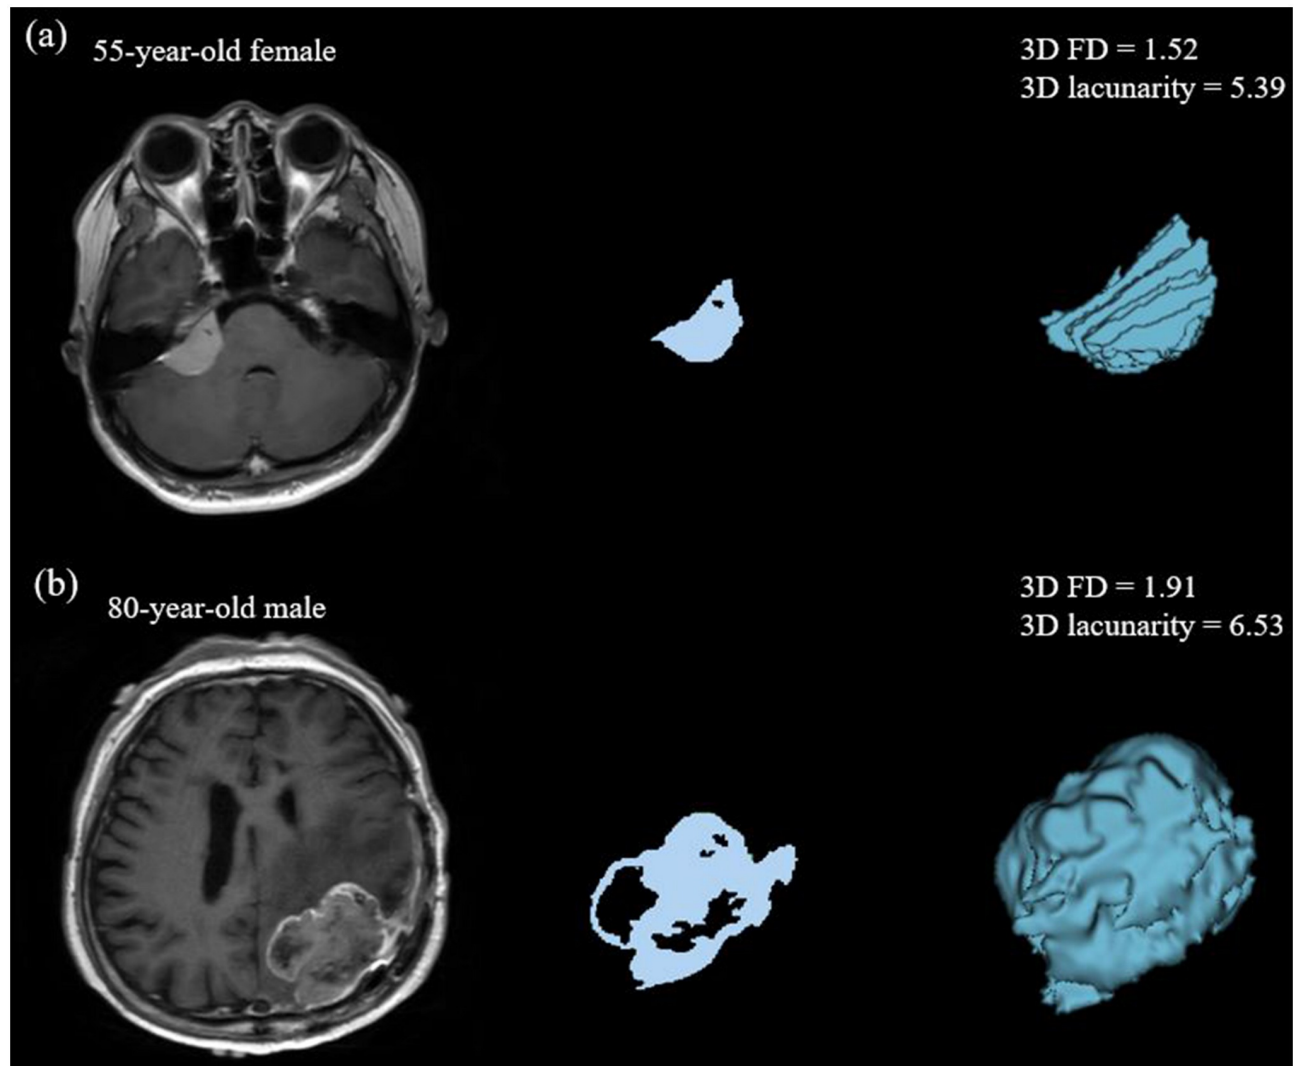 (a)
55-year-old female
3D FD = 1.52
3D lacunarity = 5.39
(b)
80-year-old male
3D FD = 1.91
3D lacunarity = 6.53